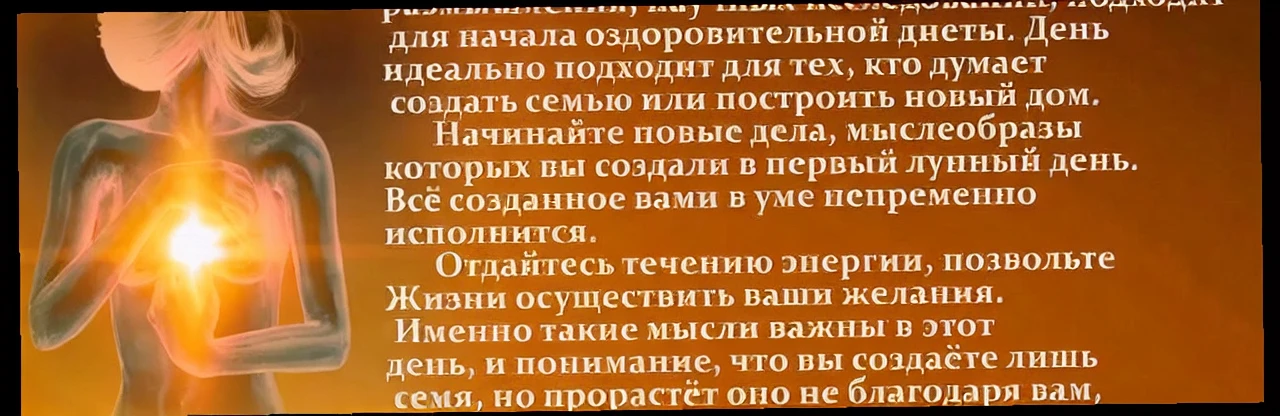 для начала оздоровительной диеты. День
идеально подходит для тех, кто думает
создать семью или построить новый дом.
Начинайте новые дела, мыслеобразы
которых вы создали в первый лунный день.
Всё созданное вами в уме непременно
исполнится.
Отдайтесь течению энергии, позвольте
Жизни осуществить ваши желания.
Именно такие мысли важны в этот
день, и понимание, что вы создаёте лишь
семя, но прорастёт оно не благодаря вам,